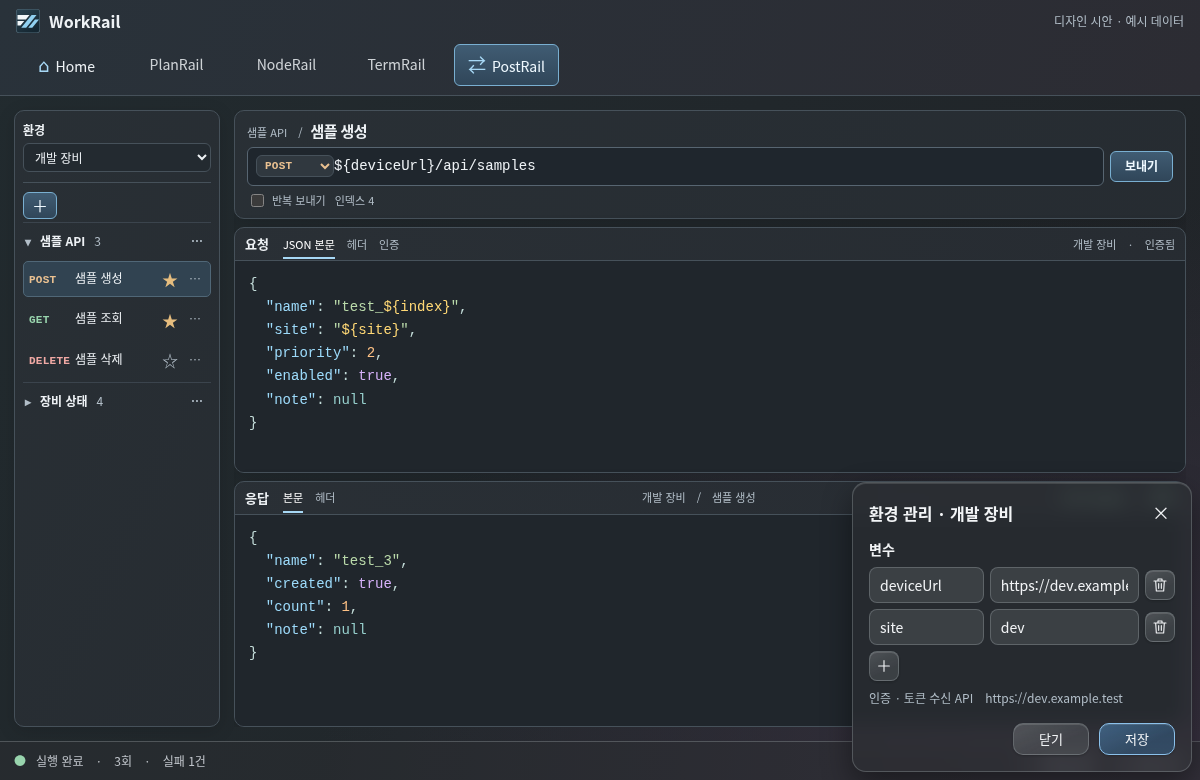 WorkRail
디자인 시안 · 예시 데이터
Home
PlanRail
NodeRail
TermRail
PostRail
환경
개발 장비
+
샘플 API 3 ...
POST 샘플 생성 ★ ...
GET 샘플 조회 ★ ...
DELETE 샘플 삭제 ☆ ...
장비 상태 4 ...
샘플 API / 샘플 생성
POST ${deviceUrl}/api/samples
보내기
반복 보내기 인덱스 4
요청 JSON 본문 헤더 인증
개발 장비 · 인증됨
{
"name": "test_${index}",
"site": "${site}",
"priority": 2,
"enabled": true,
"note": null
}
응답 본문 헤더
개발 장비 / 샘플 생성
{
"name": "test_3",
"created": true,
"count": 1,
"note": null
}
환경 관리 · 개발 장비
변수
deviceUrl https://dev.example
site dev
+
인증 · 토큰 수신 API https://dev.example.test
닫기 저장
실행 완료 · 3회 · 실패 1건